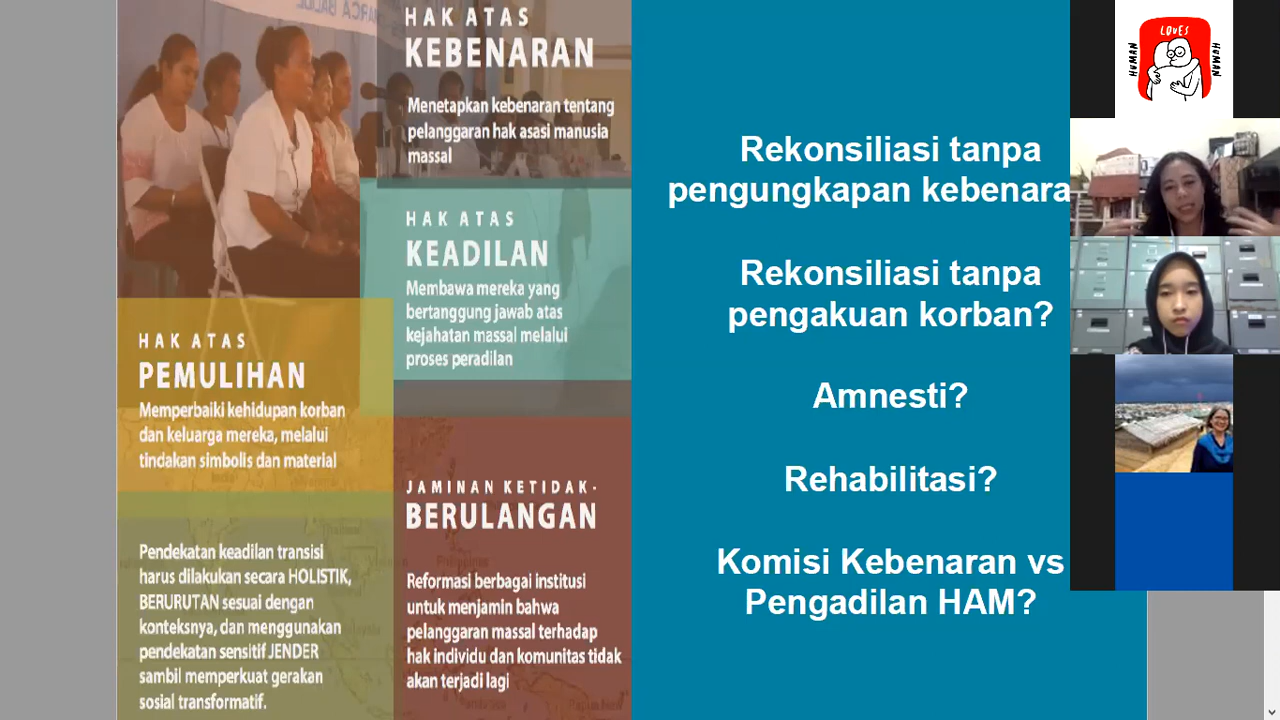 HAK ATAS
KEBENARAN
Menetapkan kebenaran tentang
pelanggaran hak asasi manusia
massal
HAK ATAS
KEADILAN
Membawa mereka yang
bertanggung jawab atas
kejahatan massal melalui
proses peradilan
HAK ATAS
PEMULIHAN
Memperbaiki kehidupan korban
dan keluarga mereka, melalui
tindakan simbolis dan material
JAMINAN KETIDAK-
BERULANGAN
Reformasi berbagai institusi
untuk menjamin bahwa
pelanggaran massal terhadap
hak individu dan komunitas tidak
akan terjadi lagi
Pendekatan keadilan transisi
harus dilakukan secara HOLISTIK,
BERURUTAN sesuai dengan
konteksnya, dan menggunakan
pendekatan sensitif JENDER
sambil memperkuat gerakan
sosial transformatif.
Rekonsiliasi tanpa
pengungkapan kebenara
Rekonsiliasi tanpa
pengakuan korban?
Amnesti?
Rehabilitasi?
Komisi Kebenaran vs
Pengadilan HAM?
LOVES
HUMAN
HUMAN